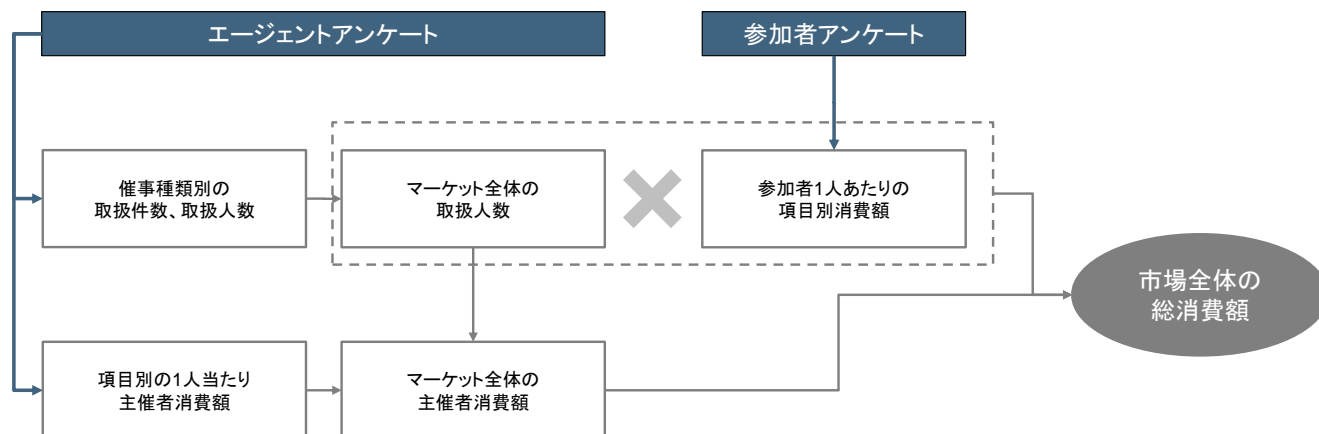 エージェントアンケート
参加者アンケート
催事種類別の
取扱件数、取扱人数
マーケット全体の
取扱人数
参加者1人あたりの
項目別消費額
市場全体の
総消費額
項目別の1人当たり
主催者消費額
マーケット全体の
主催者消費額